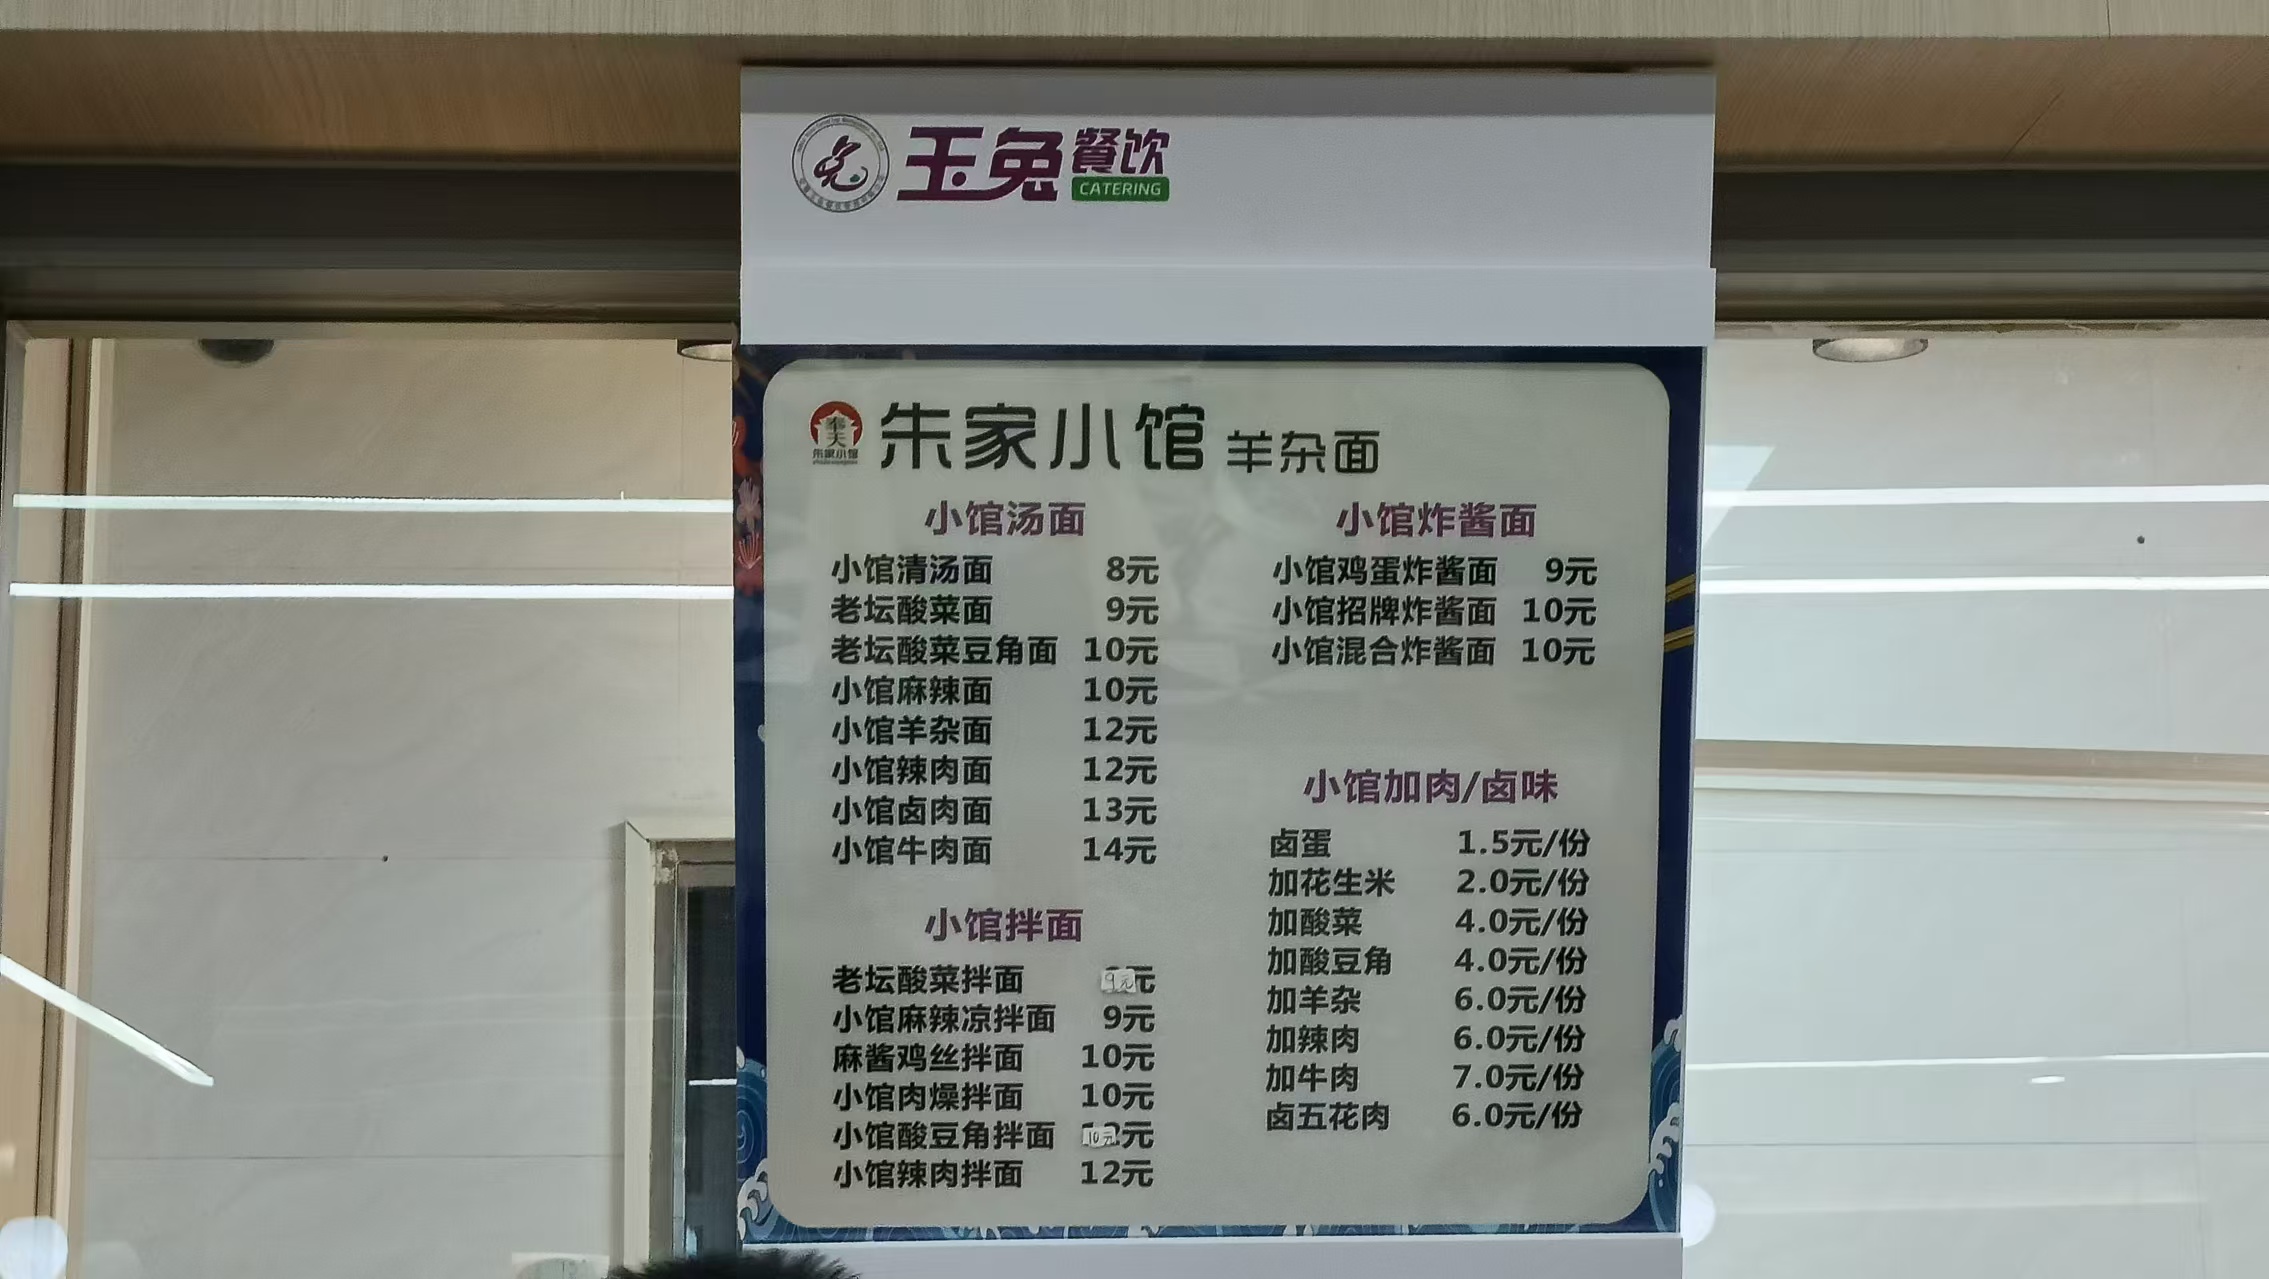 玉兔餐饮
CATERING
奉天
朱家小馆
朱家小馆 羊杂面
小馆汤面
小馆清汤面 8元
老坛酸菜面 9元
老坛酸菜豆角面 10元
小馆麻辣面 10元
小馆羊杂面 12元
小馆辣肉面 12元
小馆卤肉面 13元
小馆牛肉面 14元
小馆拌面
老坛酸菜拌面 9元
小馆麻辣凉拌面 9元
麻酱鸡丝拌面 10元
小馆肉燥拌面 10元
小馆酸豆角拌面 10元
小馆辣肉拌面 12元
小馆炸酱面
小馆鸡蛋炸酱面 9元
小馆招牌炸酱面 10元
小馆混合炸酱面 10元
小馆加肉/卤味
卤蛋 1.5元/份
加花生米 2.0元/份
加酸菜 4.0元/份
加酸豆角 4.0元/份
加羊杂 6.0元/份
加辣肉 6.0元/份
加牛肉 7.0元/份
卤五花肉 6.0元/份